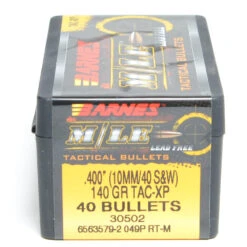 BARNES
M/LE
LEAD FREE
TACTICAL BULLETS
.400" (10MM/40 S&W)
140 GR TAC-XP
40 BULLETS
30502
6563579-2 049P RT-M